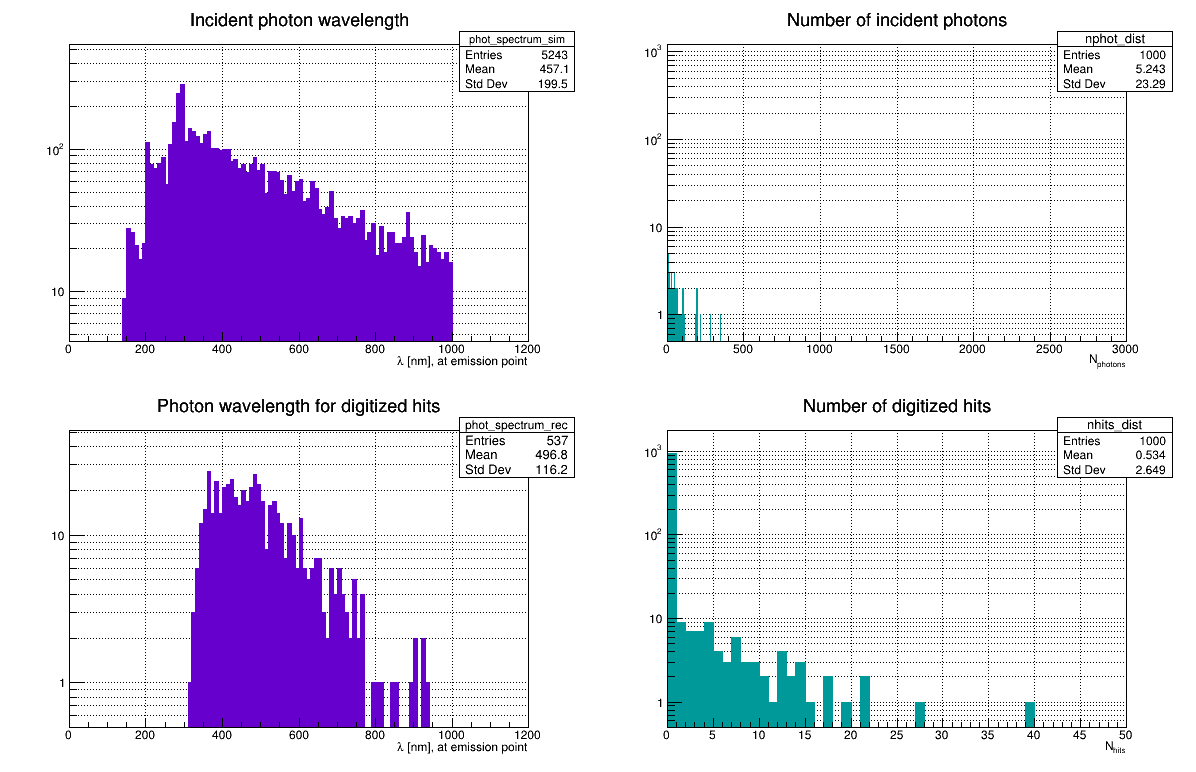 Incident photon wavelength
phot_spectrum_sim
Entries 5243
Mean 457.1
Std Dev 199.5
10²
10
0 200 400 600 800 1000 1200
λ [nm], at emission point
Number of incident photons
nphot_dist
Entries 1000
Mean 5.243
Std Dev 23.29
10³
10²
10
1
0 500 1000 1500 2000 2500 3000
N_photons
Photon wavelength for digitized hits
phot_spectrum_rec
Entries 537
Mean 496.8
Std Dev 116.2
10
1
0 200 400 600 800 1000 1200
λ [nm], at emission point
Number of digitized hits
nhits_dist
Entries 1000
Mean 0.534
Std Dev 2.649
10³
10²
10
1
0 5 10 15 20 25 30 35 40 45 50
N_hits